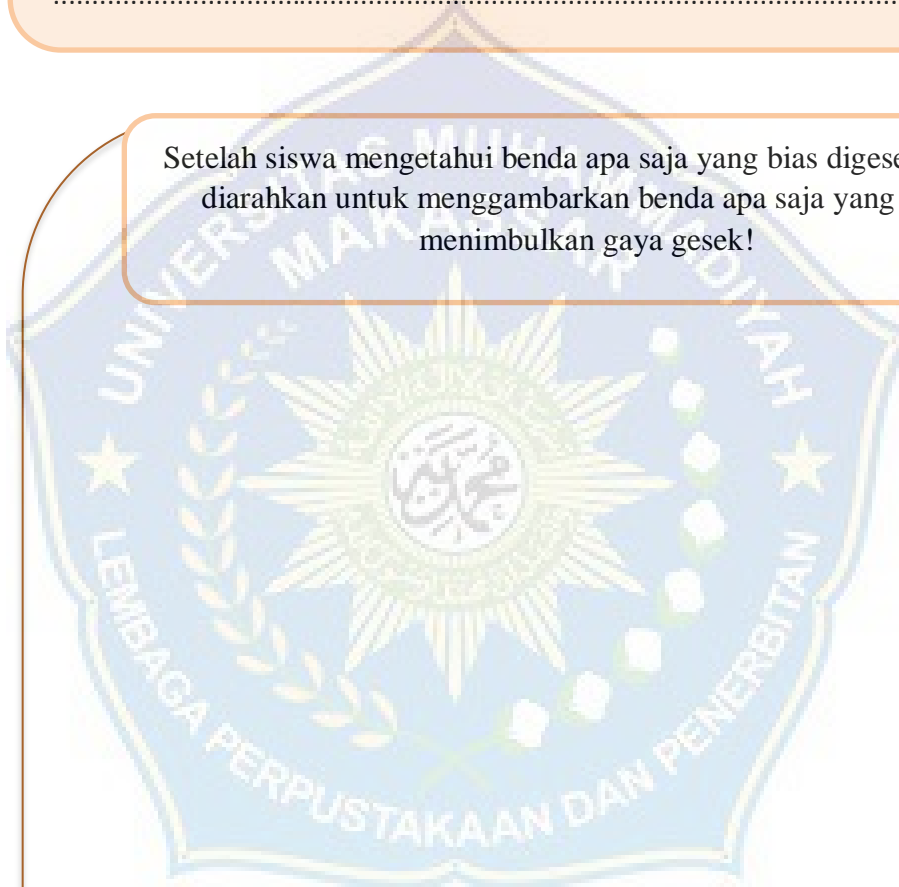 Setelah siswa mengetahui benda apa saja yang bias
diarahkan untuk menggambarkan benda apa saja yang
menimbulkan gaya gesek!
UNIVERSITAS MUHAMMADIYAH
MAKASSAR
LEMBAGA PERPUSTAKAAN DAN PENERBITAN